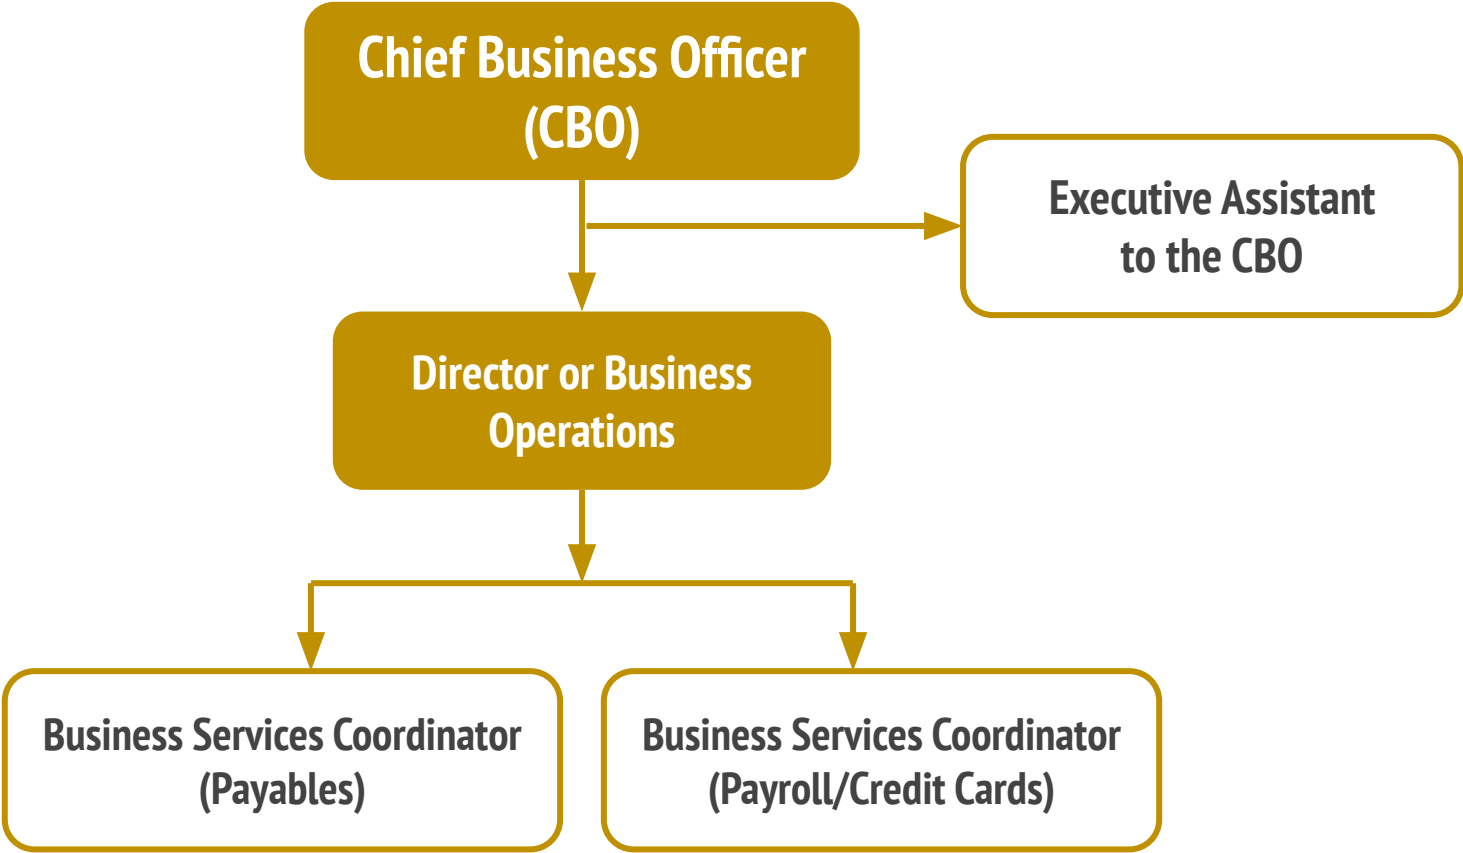 Chief Business Officer
(CBO)
Executive Assistant
to the CBO
Director or Business
Operations
Business Services Coordinator
(Payables)
Business Services Coordinator
(Payroll/Credit Cards)